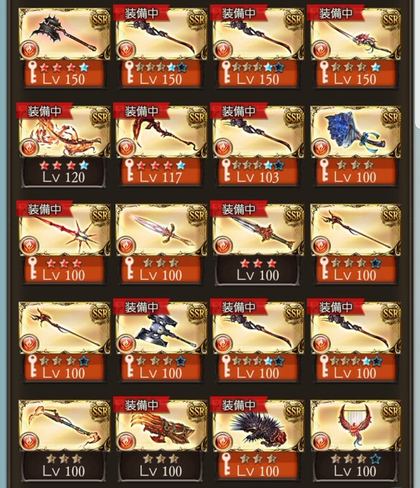 SSR 装備中 SSR 装備中 SSR 装備中 SSR
Lv 150 Lv 150 Lv 150 Lv 150
装備中 SSR 装備中 SSR 装備中 SSR SSR
Lv 120 Lv 117 Lv 103 Lv 100
装備中 SSR SSR 装備中 SSR SSR
Lv 100 Lv 100 Lv 100 Lv 100
SSR 装備中 SSR 装備中 SSR 装備中 SSR
Lv 100 Lv 100 Lv 100 Lv 100
SSR 装備中 SSR 装備中 SSR SSR
Lv 100 Lv 100 Lv 100 Lv 100